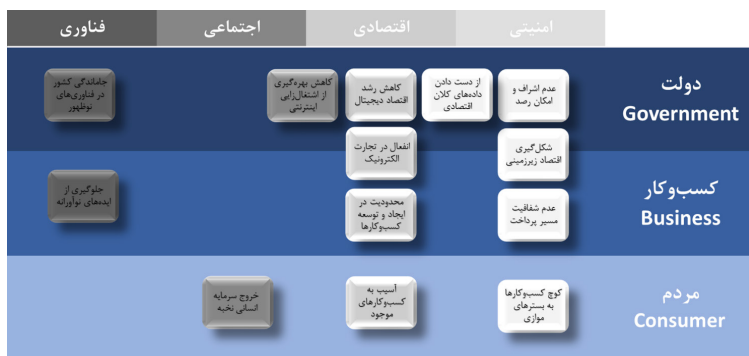 امنیتی
اقتصادی
اجتماعی
فناوری
دولت
Government
عدم اشراف و
امکان رصد
از دست دادن
داده‌های کلان
اقتصادی
کاهش رشد
اقتصاد دیجیتال
کاهش بهره‌گیری
از اشتغال‌زایی
اینترنتی
جاماندگی کشور
در فناوری‌های
نوظهور
شکل‌گیری
اقتصاد زیرزمینی
انفعال در تجارت
الکترونیک
کسب‌وکار
Business
عدم شفافیت
مسیر پرداخت
محدودیت در
ایجاد و توسعه
کسب‌وکارها
جلوگیری از
ایده‌های نوآورانه
مردم
Consumer
کوچ کسب‌وکارها
به بسترهای
موازی
آسیب به
کسب‌وکارهای
موجود
خروج سرمایه
انسانی نخبه